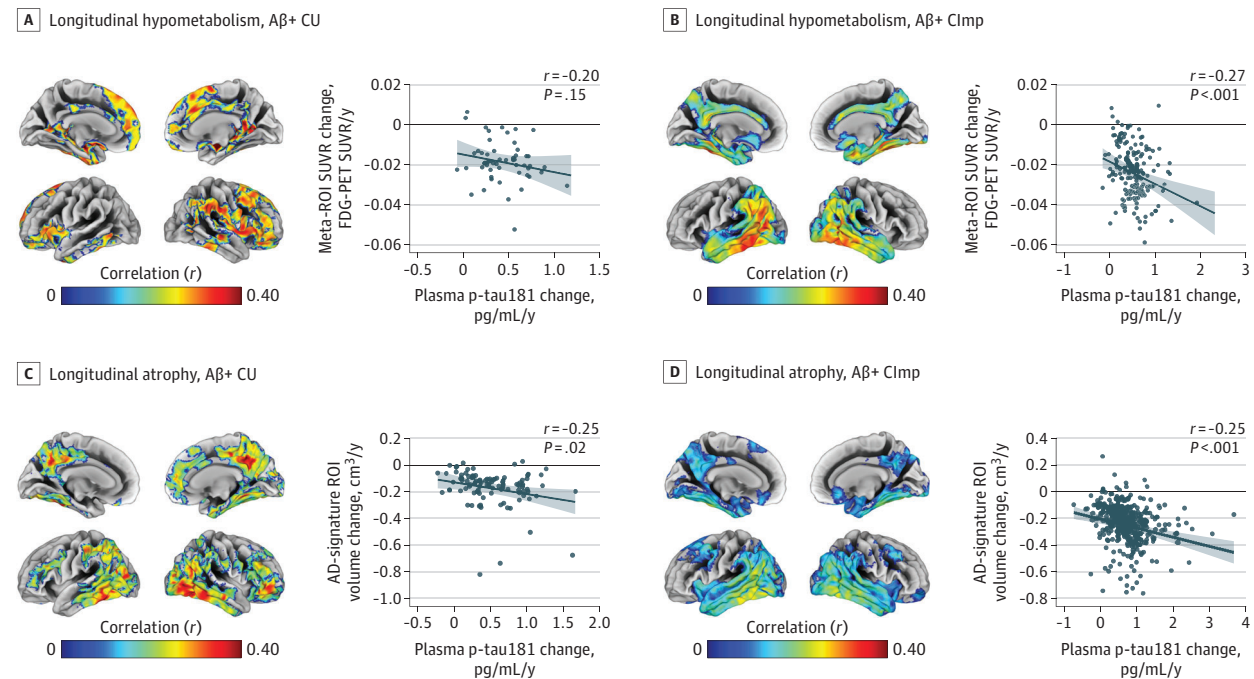 A Longitudinal hypometabolism, Aβ+ CU
Meta-ROI SUVR change,
FDG-PET SUVR/y
0.02
0
−0.02
−0.04
−0.06
r = −0.20
P = .15
−0.5 0 0.5 1.0 1.5
Plasma p-tau181 change,
pg/mL/y
Correlation (r)
0 0.40
B Longitudinal hypometabolism, Aβ+ CImp
Meta-ROI SUVR change,
FDG-PET SUVR/y
0.02
0
−0.02
−0.04
−0.06
r = −0.27
P <.001
−1 0 1 2 3
Plasma p-tau181 change,
pg/mL/y
Correlation (r)
0 0.40
C Longitudinal atrophy, Aβ+ CU
AD-signature ROI
volume change, cm³/y
0.2
0
−0.2
−0.4
−0.6
−0.8
−1.0
r = −0.25
P = .02
−0.5 0 0.5 1.0 1.5 2.0
Plasma p-tau181 change,
pg/mL/y
Correlation (r)
0 0.40
D Longitudinal atrophy, Aβ+ CImp
AD-signature ROI
volume change, cm³/y
0.4
0.2
0
−0.2
−0.4
−0.6
−0.8
r = −0.25
P <.001
−1 0 1 2 3 4
Plasma p-tau181 change,
pg/mL/y
Correlation (r)
0 0.40